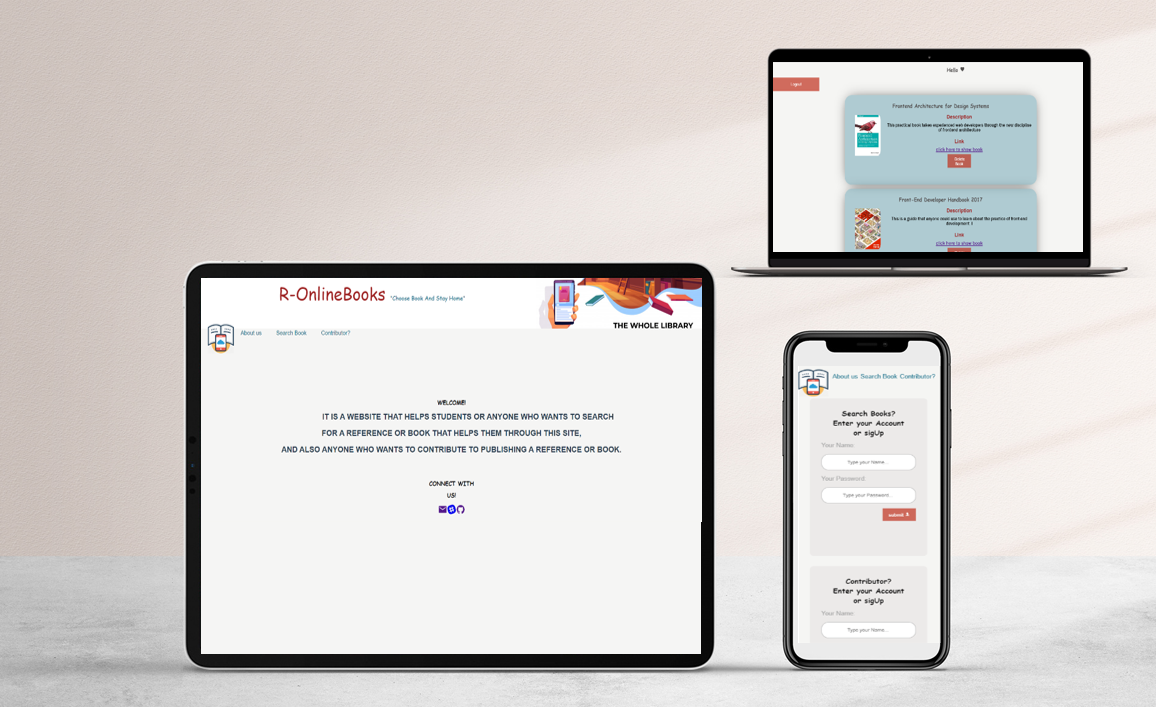 R-OnlineBooks "Choose Book And Stay Home"
THE WHOLE LIBRARY
About us Search Book Contributor?
WELCOME!
IT IS A WEBSITE THAT HELPS STUDENTS OR ANYONE WHO WANTS TO SEARCH
FOR A REFERENCE OR BOOK THAT HELPS THEM THROUGH THIS SITE,
AND ALSO ANYONE WHO WANTS TO CONTRIBUTE TO PUBLISHING A REFERENCE OR BOOK.
CONNECT WITH
US!
Hello
Logout
Frontend Architecture for Design Systems
Description
This practical book takes experienced web developers through the new discipline
of frontend architecture
Link
click here to show book
Front-End Developer Handbook 2017
Description
This is a guide that anyone could use to learn about the practice of frontend
development
Link
click here to show book
About us Search Book Contributor?
Search Books?
Enter your Account
or sigUp
Your Name:
Type your Name..
Your Password:
Type your Password..
submit
Contributor?
Enter your Account
or sigUp
Your Name:
Type your Name..